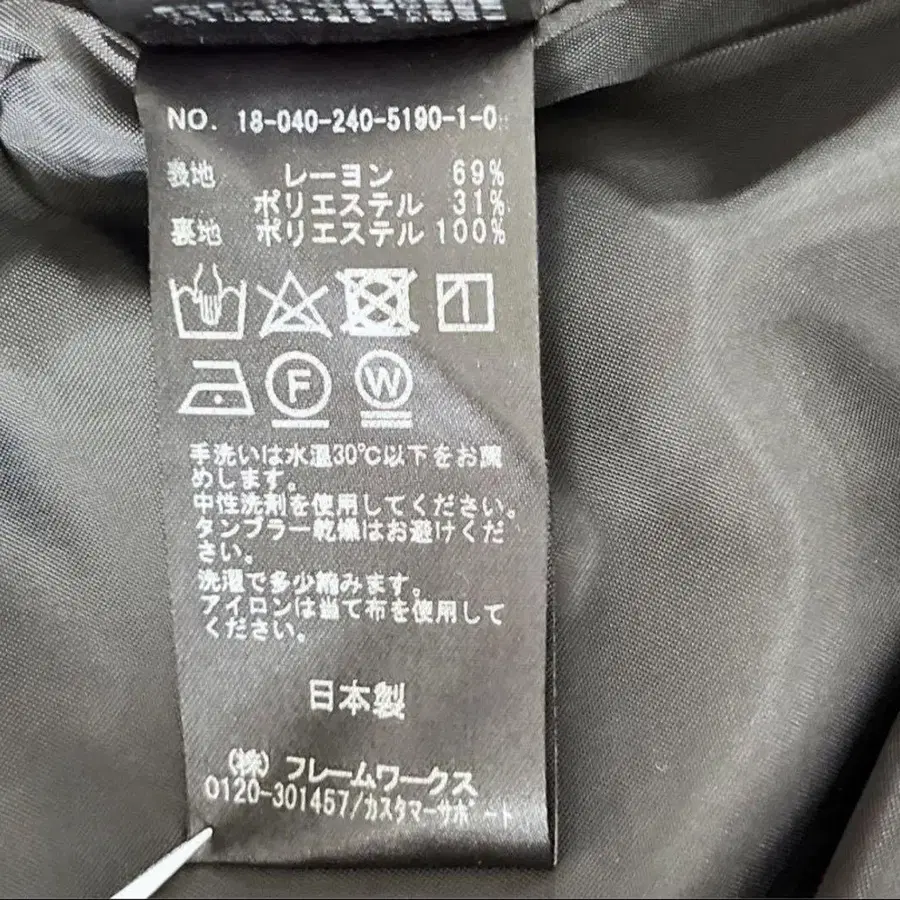 NO. 18-040-240-5190-1-0
表地 レーヨン 69%
ポリエステル 31%
裏地 ポリエステル 100%
F W
手洗いは水温30℃以下をお薦
めします。
中性洗剤を使用してください。
タンブラー乾燥はお避けくだ
さい。
洗濯で多少縮みます。
アイロンは当て布を使用して
ください。
日本製
(株) フレームワークス
0120-301457/カスタマーサポート